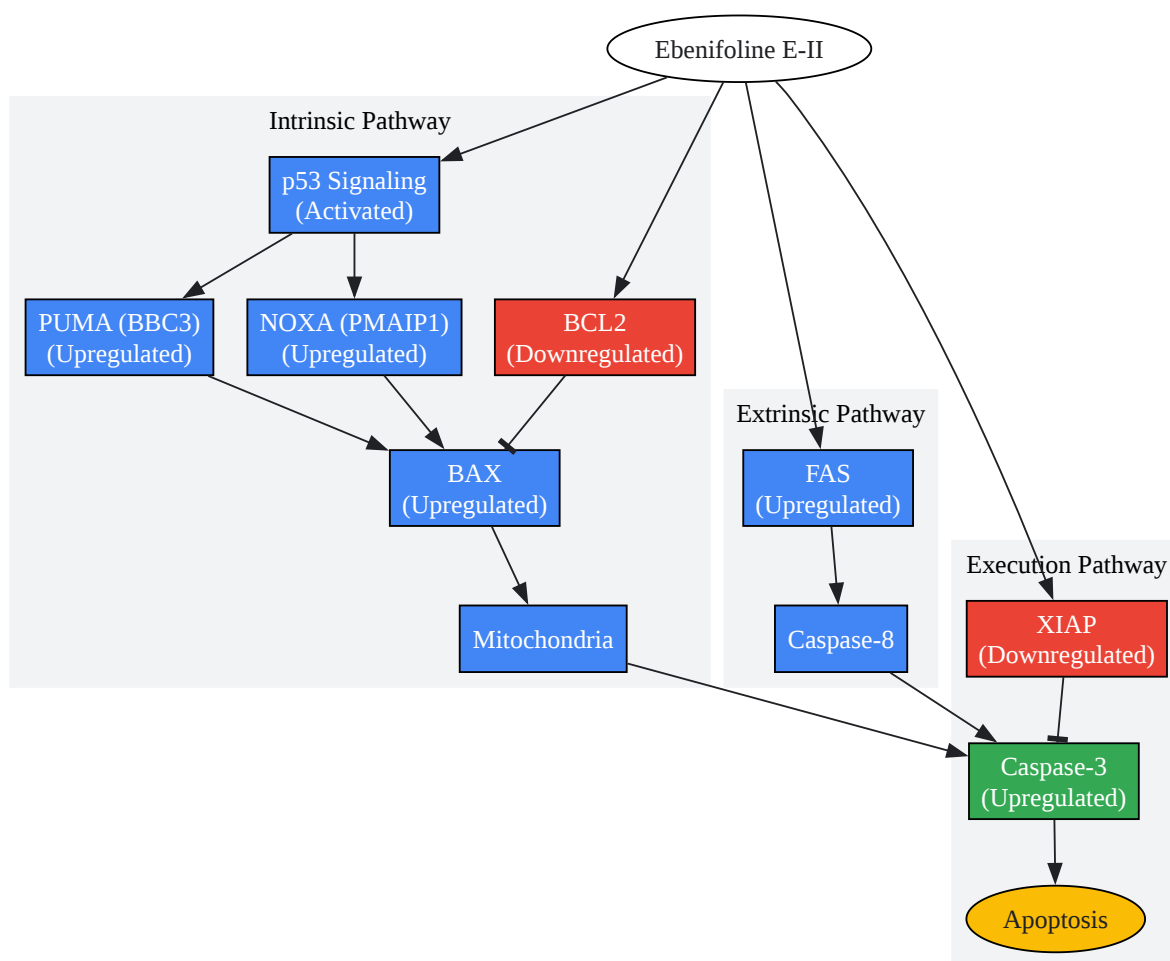 Ebenifoline E-II
Intrinsic Pathway
p53 Signaling
(Activated)
PUMA (BBC3)
(Upregulated)
NOXA (PMAIP1)
(Upregulated)
BCL2
(Downregulated)
BAX
(Upregulated)
Mitochondria
Extrinsic Pathway
FAS
(Upregulated)
Caspase-8
Execution Pathway
XIAP
(Downregulated)
Caspase-3
(Upregulated)
Apoptosis